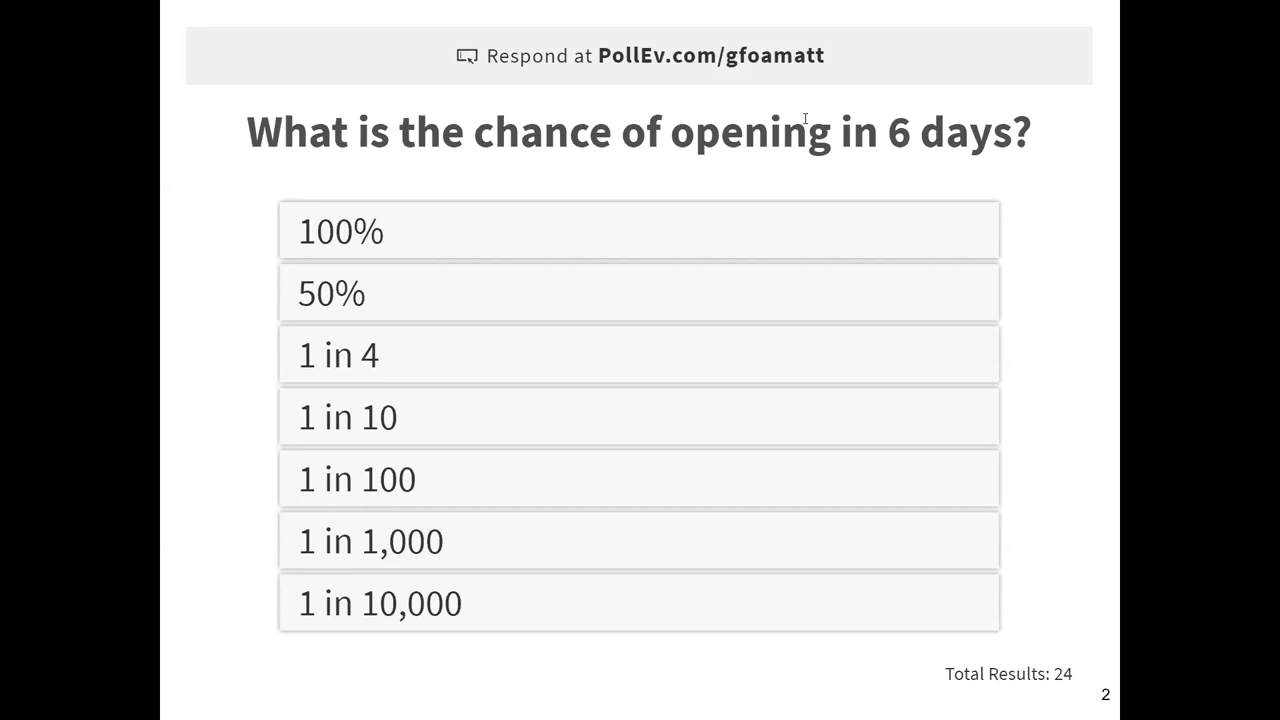 Respond at PollEv.com/gfoamatt
What is the chance of opening in 6 days?
100%
50%
1 in 4
1 in 10
1 in 100
1 in 1,000
1 in 10,000
Total Results: 24
2